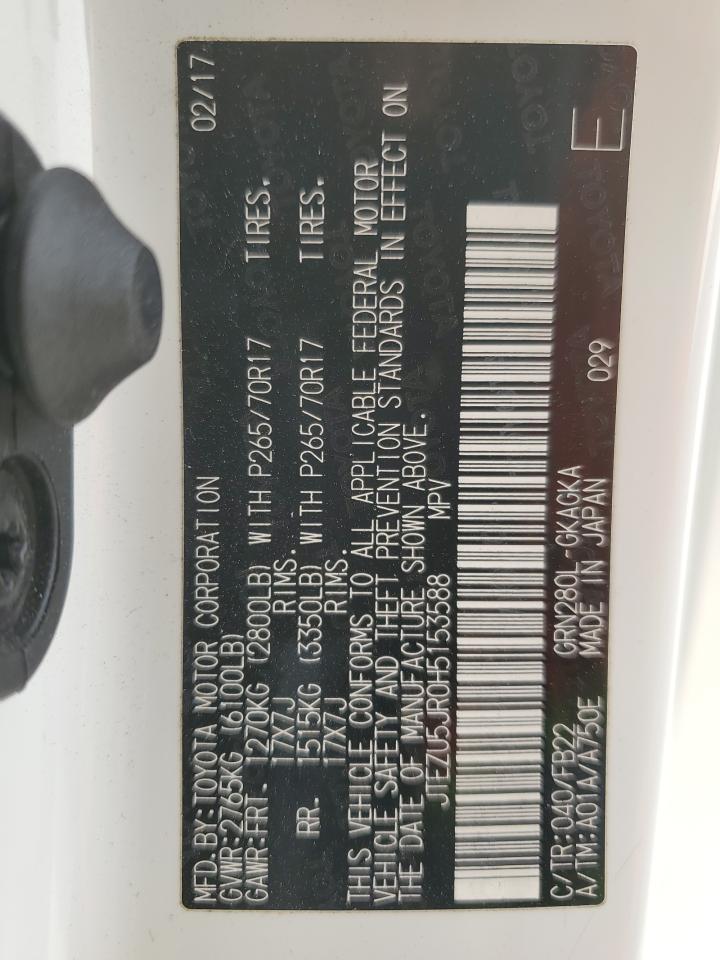 MFD.BY:TOYOTA MOTOR CORPORATION 02/17
GVWR:2765KG (6100LB)
GAWR:FRT. 1270KG (2800LB) WITH P265/70R17 TIRES.
17X7J RIMS.
RR. 1515KG (3350LB) WITH P265/70R17 TIRES.
17X7J RIMS.
THIS VEHICLE CONFORMS TO ALL APPLICABLE FEDERAL MOTOR
VEHICLE SAFETY AND THEFT PREVENTION STANDARDS IN EFFECT ON
THE DATE OF MANUFACTURE SHOWN ABOVE.
JTEZU5JR0H5153588 MPV
C/TR:040/FB22 GRN280L-GKAGKA
A/TM:A01A/A750E MADE IN JAPAN 029 E